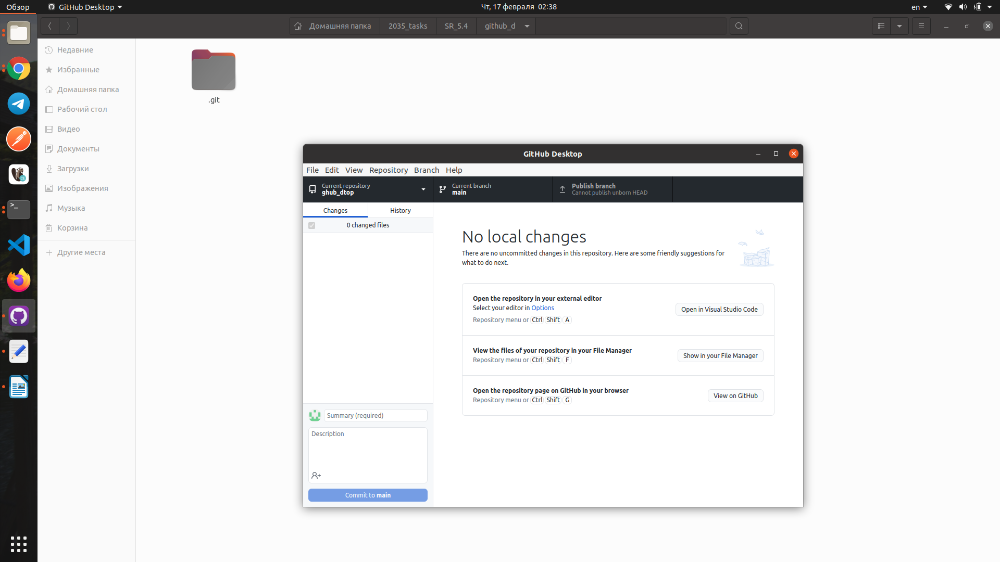 Обзор
GitHub Desktop
Чт, 17 февраля 02:38
en
Домашняя папка
2035_tasks
SR_5.4
github_d
Недавние
Избранные
Домашняя папка
Рабочий стол
Видео
Документы
Загрузки
Изображения
Музыка
Корзина
Другие места
.git
GitHub Desktop
File Edit View Repository Branch Help
Current repository
ghub_dtop
Current branch
main
Publish branch
Cannot publish unborn HEAD
Changes
History
0 changed files
No local changes
There are no uncommitted changes in this repository. Here are some friendly suggestions for
what to do next.
Open the repository in your external editor
Select your editor in Options
Repository menu or Ctrl Shift A
Open in Visual Studio Code
View the files of your repository in your File Manager
Repository menu or Ctrl Shift F
Show in your File Manager
Open the repository page on GitHub in your browser
Repository menu or Ctrl Shift G
View on GitHub
Summary (required)
Description
Commit to main